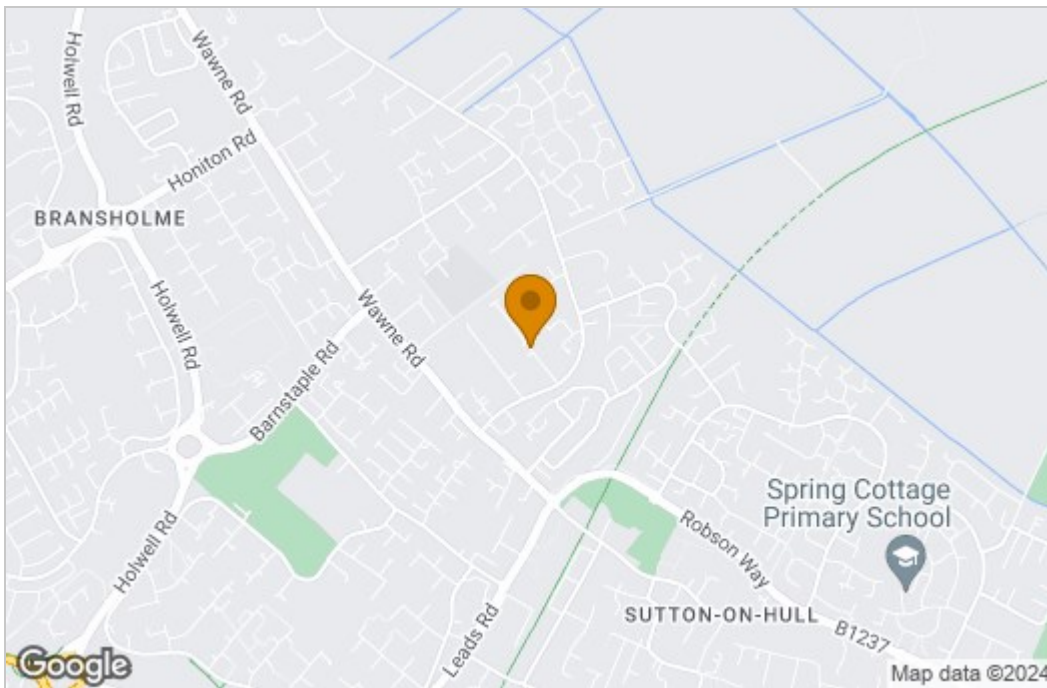 Holwell Rd
Wawne Rd
Honiton Rd
BRANSHOLME
Holwell Rd
Wawne Rd
Barnstaple Rd
Spring Cottage
Primary School
Robson Way
Holwell Rd
Leads Rd
SUTTON-ON-HULL
B1237
Google
Map data ©2024